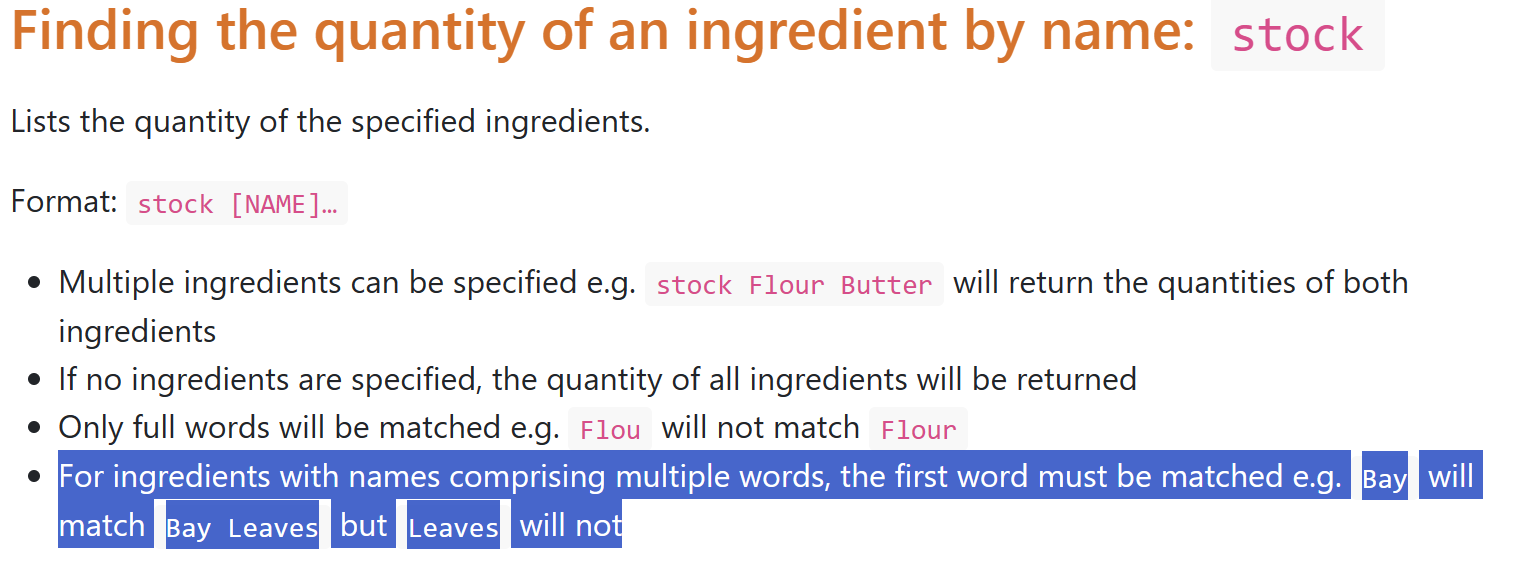 Finding the quantity of an ingredient by name: stock
Lists the quantity of the specified ingredients.
Format: stock [NAME]…
Multiple ingredients can be specified e.g. stock Flour Butter will return the quantities of both
ingredients
If no ingredients are specified, the quantity of all ingredients will be returned
Only full words will be matched e.g. Flou will not match Flour
For ingredients with names comprising multiple words, the first word must be matched e.g. Bay will
match Bay Leaves but Leaves will not